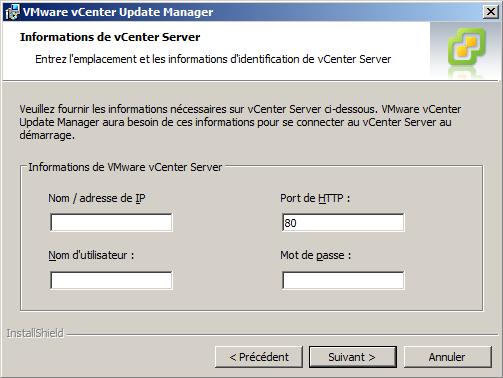 VMware vCenter Update Manager
Informations de vCenter Server
Entrez l'emplacement et les informations d'identification de vCenter Server
Veuillez fournir les informations nécessaires sur vCenter Server ci-dessous. VMware vCenter
Update Manager aura besoin de ces informations pour se connecter au vCenter Server au
démarrage.
Informations de VMware vCenter Server
Nom / adresse de IP
Port de HTTP :
80
Nom d'utilisateur :
Mot de passe :
InstallShield
< Précédent
Suivant >
Annuler